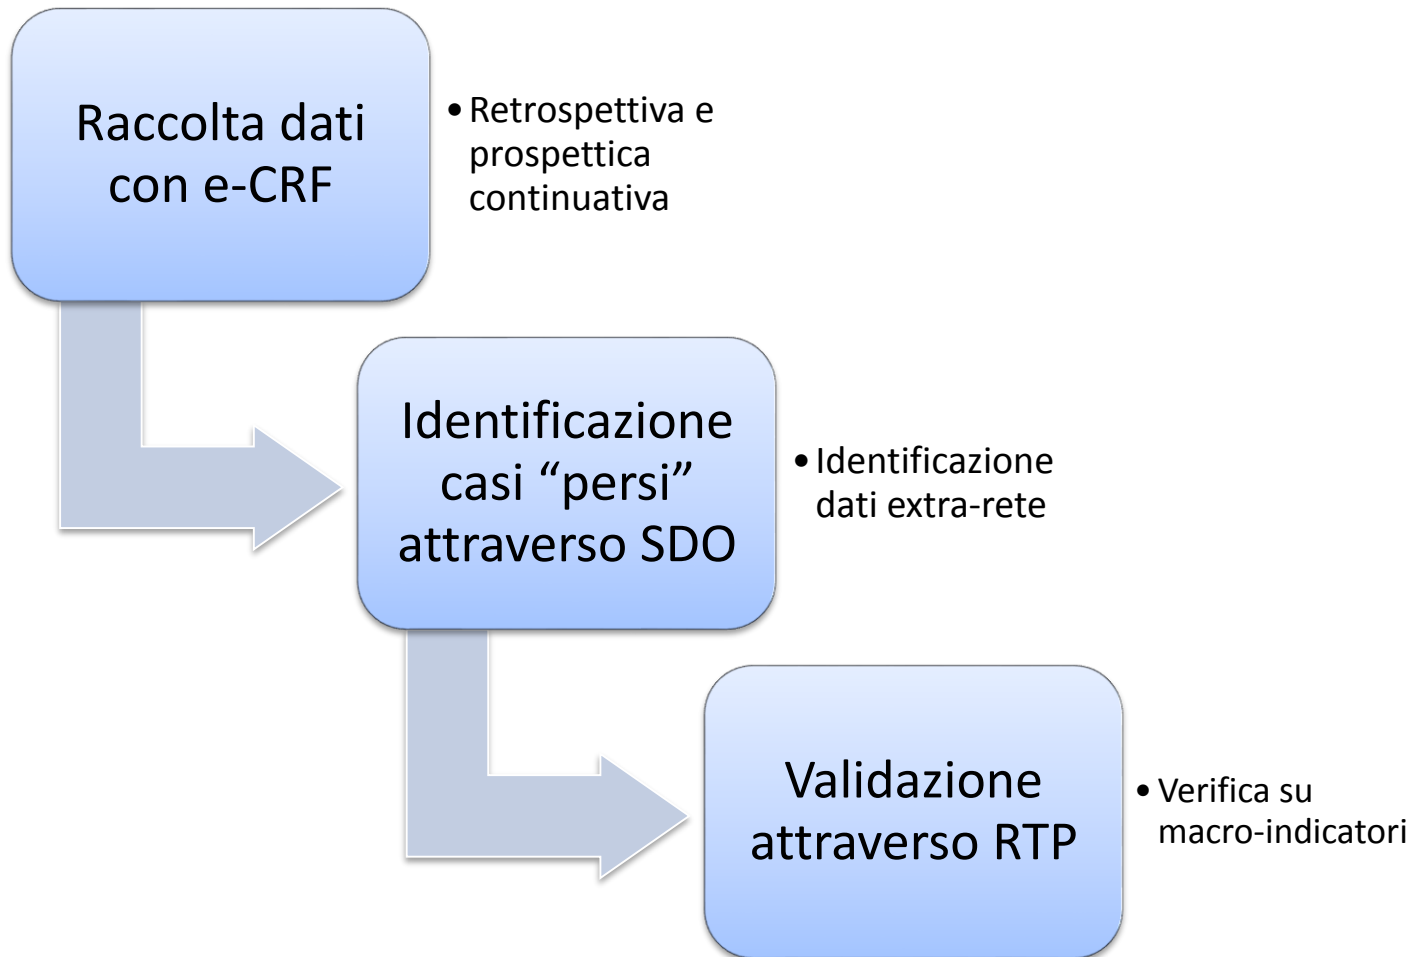 Raccolta dati
con e-CRF
• Retrospettiva e
prospettica
continuativa
Identificazione
casi “persi”
attraverso SDO
• Identificazione
dati extra-rete
Validazione
attraverso RTP
• Verifica su
macro-indicatori